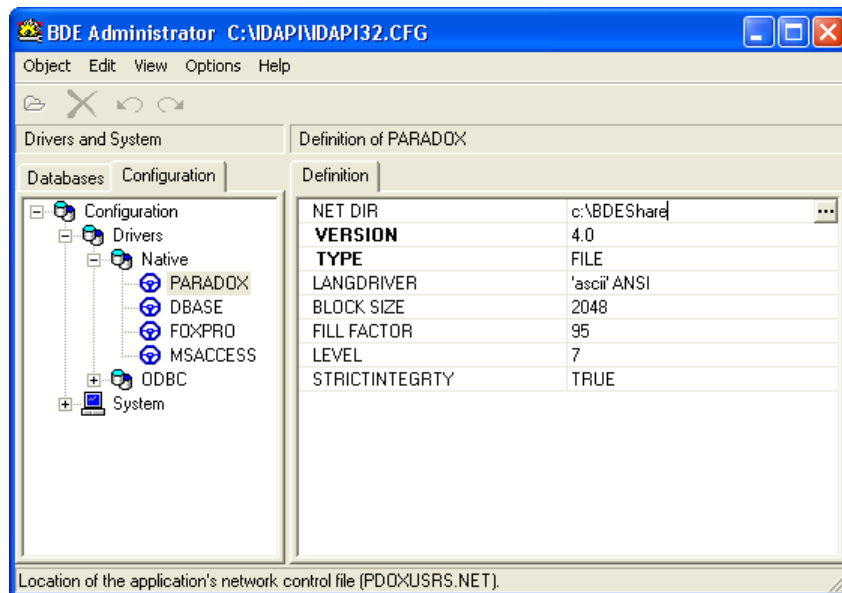 BDE Administrator C:\IDAPI\IDAPI32.CFG
Object Edit View Options Help
Drivers and System
Definition of PARADOX
Databases Configuration
Definition
Configuration
Drivers
Native
PARADOX
DBASE
FOXPRO
MSACCESS
ODBC
System
NET DIR c:\BDEShare ...
VERSION 4.0
TYPE FILE
LANGDRIVER 'ascii' ANSI
BLOCK SIZE 2048
FILL FACTOR 95
LEVEL 7
STRICTINTEGRTY TRUE
Location of the application's network control file (PDOXUSRS.NET).